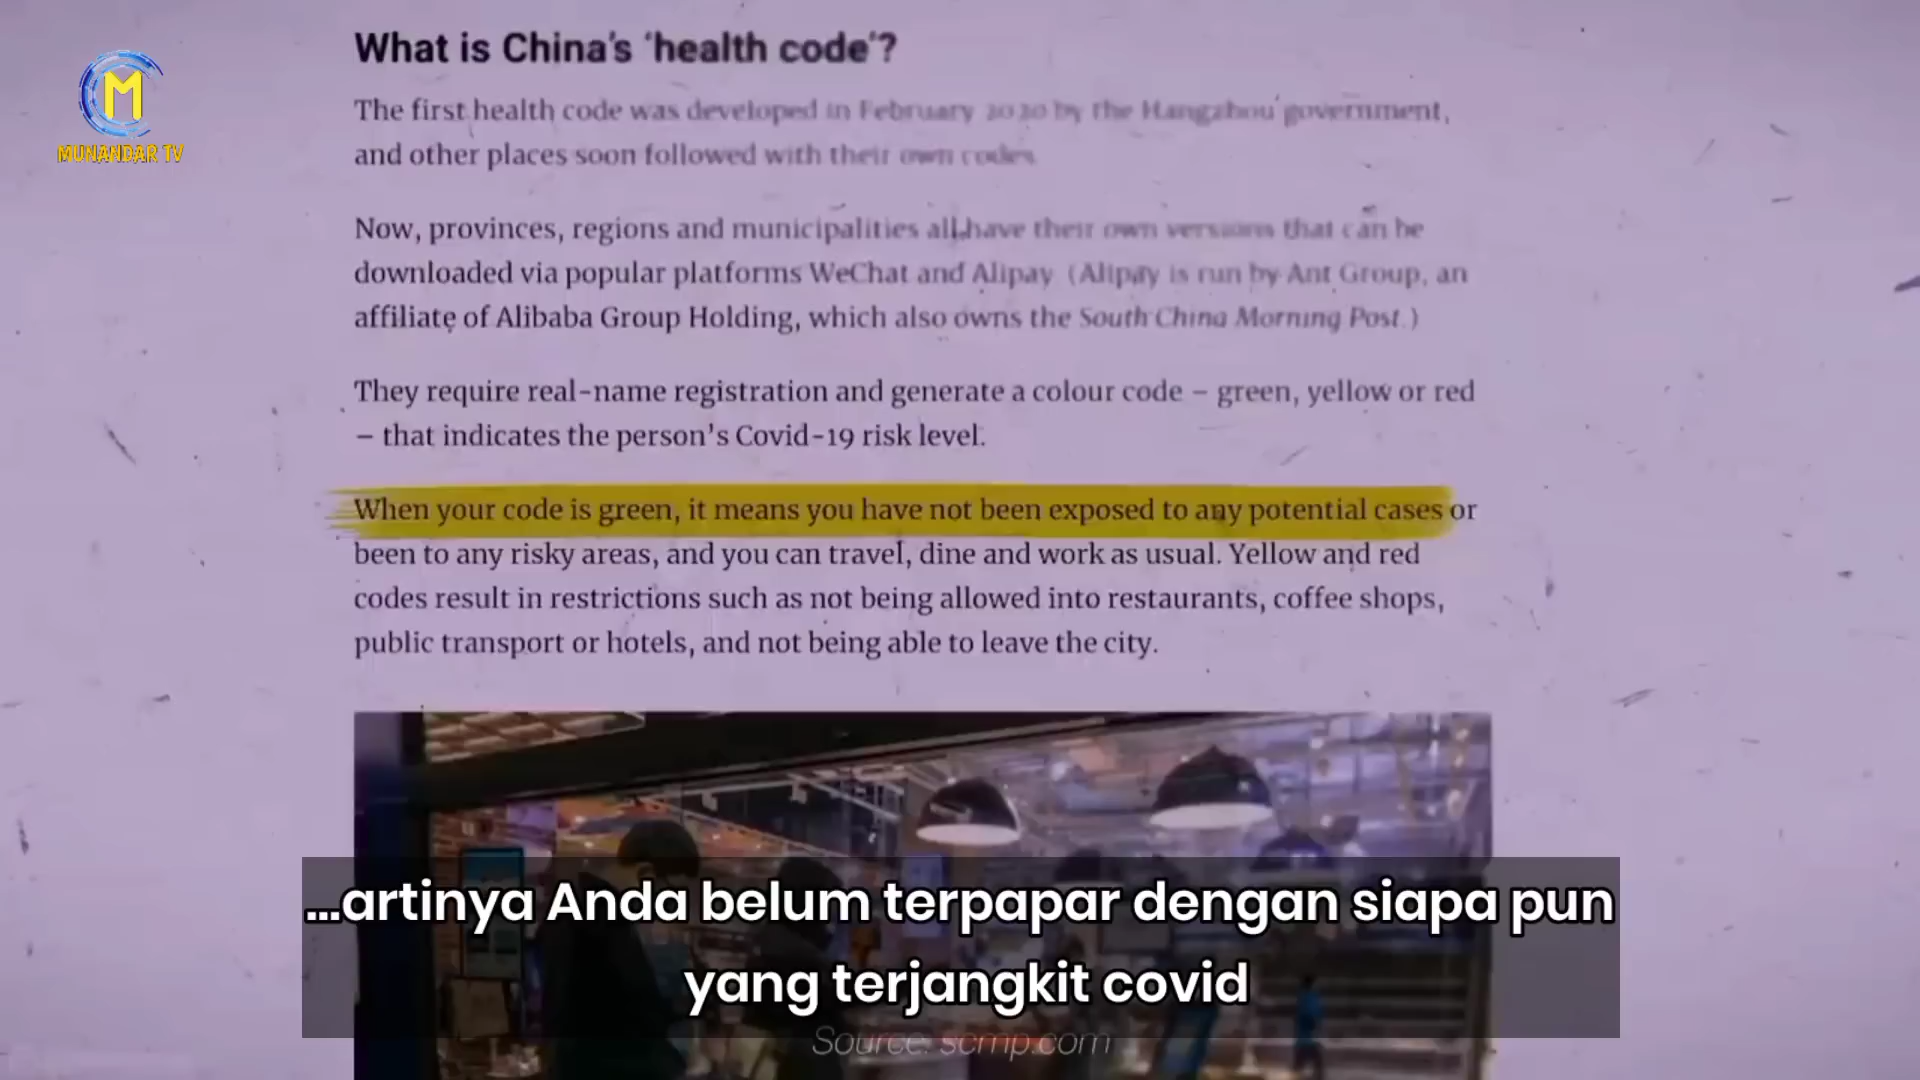 What is China's 'health code'?
The first health code was developed in February 2020 by the Hangzhou government,
and other places soon followed with their own codes.
M
MUNANDAR TV
Now, provinces, regions and municipalities all have their own versions that can be
downloaded via popular platforms WeChat and Alipay (Alipay is run by Ant Group, an
affiliate of Alibaba Group Holding, which also owns the South China Morning Post.)
They require real-name registration and generate a colour code – green, yellow or red
– that indicates the person's Covid-19 risk level.
When your code is green, it means you have not been exposed to any potential cases or
been to any risky areas, and you can travel, dine and work as usual. Yellow and red
codes result in restrictions such as not being allowed into restaurants, coffee shops,
public transport or hotels, and not being able to leave the city.
...artinya Anda belum terpapar dengan siapa pun
yang terjangkit covid
Source: scmp.com